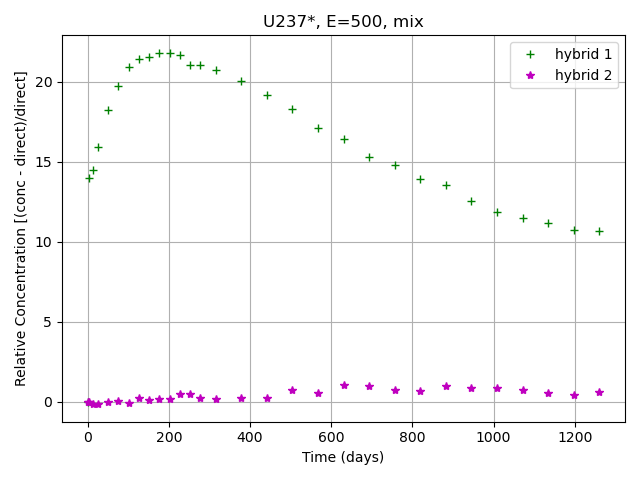 U237*, E=500, mix
hybrid 1
hybrid 2
Relative Concentration [(conc - direct)/direct]
20
15
10
5
0
0 200 400 600 800 1000 1200
Time (days)